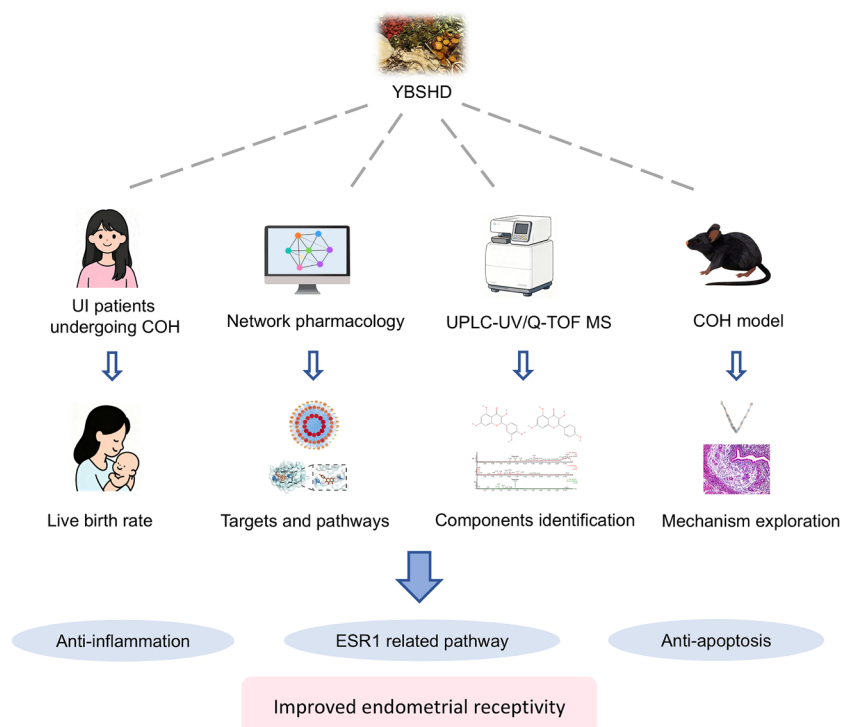 YBSHD
UI patients
undergoing COH
Network pharmacology
UPLC-UV/Q-TOF MS
COH model
Live birth rate
Targets and pathways
Components identification
Mechanism exploration
Anti-inflammation
ESR1 related pathway
Anti-apoptosis
Improved endometrial receptivity